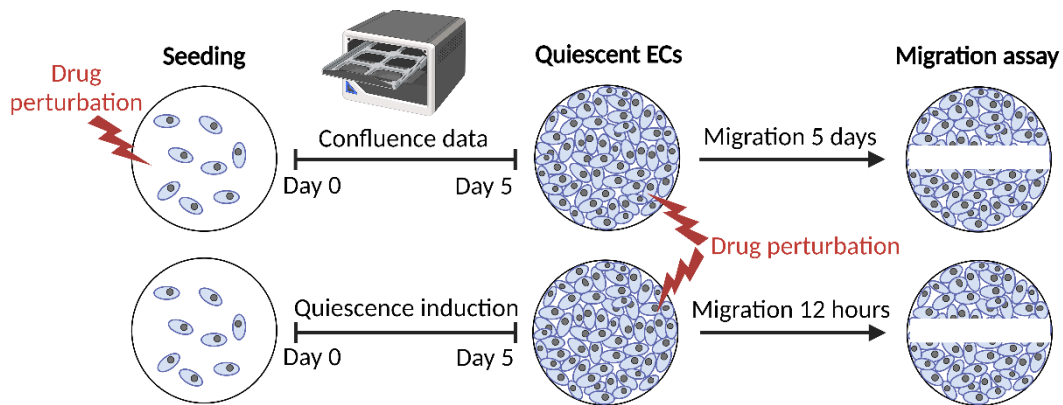 Seeding
Quiescent ECs
Migration assay
Drug
perturbation
Confluence data
Migration 5 days
Day 0
Day 5
Drug perturbation
Quiescence induction
Migration 12 hours
Day 0
Day 5